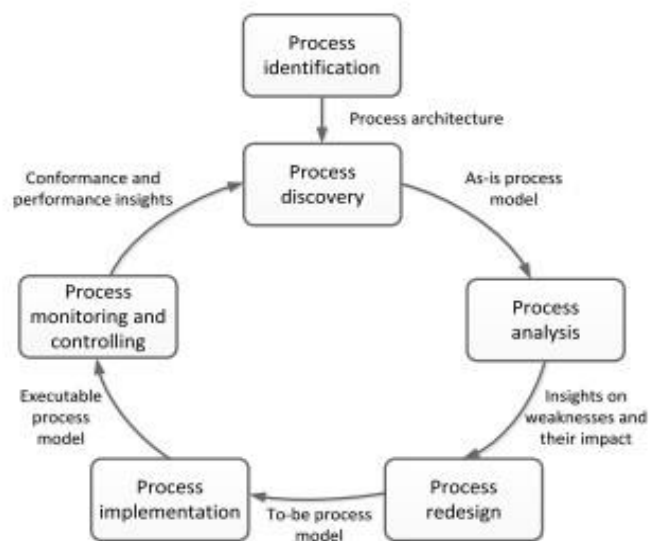 Process
identification
Process architecture
Process
discovery
Conformance and
performance insights
As-is process
model
Process
monitoring and
controlling
Process
analysis
Executable
process
model
Insights on
weaknesses and
their impact
Process
implementation
To-be process
model
Process
redesign